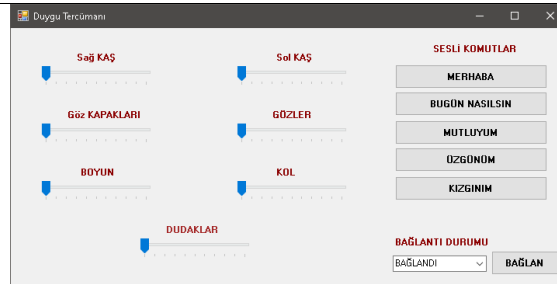 Duygu Tercümanı
Sağ KAŞ
Sol KAŞ
Göz KAPAKLARI
GÖZLER
BOYUN
KOL
DUDAKLAR
SESLİ KOMUTLAR
MERHABA
BUGÜN NASILSIN
MUTLUYUM
ÜZGÜNÜM
KIZGINIM
BAĞLANTI DURUMU
BAĞLANDI
BAĞLAN